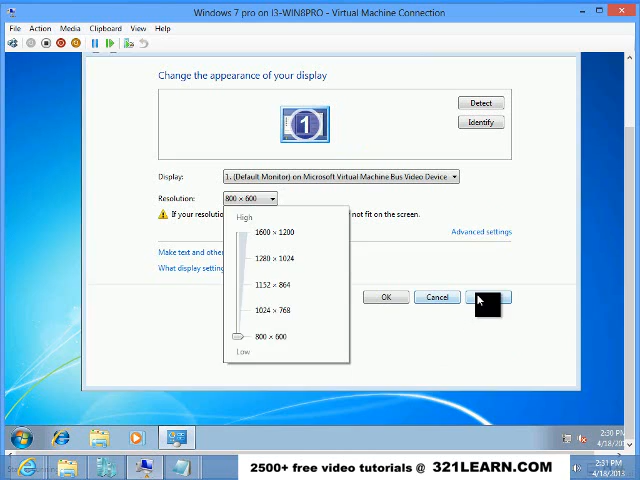 Windows 7 pro on I3-WIN8PRO - Virtual Machine Connection
File Action Media Clipboard View Help
Change the appearance of your display
1
Detect
Identify
Display: 1. (Default Monitor) on Microsoft Virtual Machine Bus Video Device
Resolution: 800 × 600
If your resolution not fit on the screen.
High
1600 × 1200
1280 × 1024
1152 × 864
1024 × 768
800 × 600
Low
Advanced settings
Make text and other
What display setting
OK Cancel
2:30 PM
4/18/2013
2:31 PM
4/18/2013
2500+ free video tutorials @ 321LEARN.COM